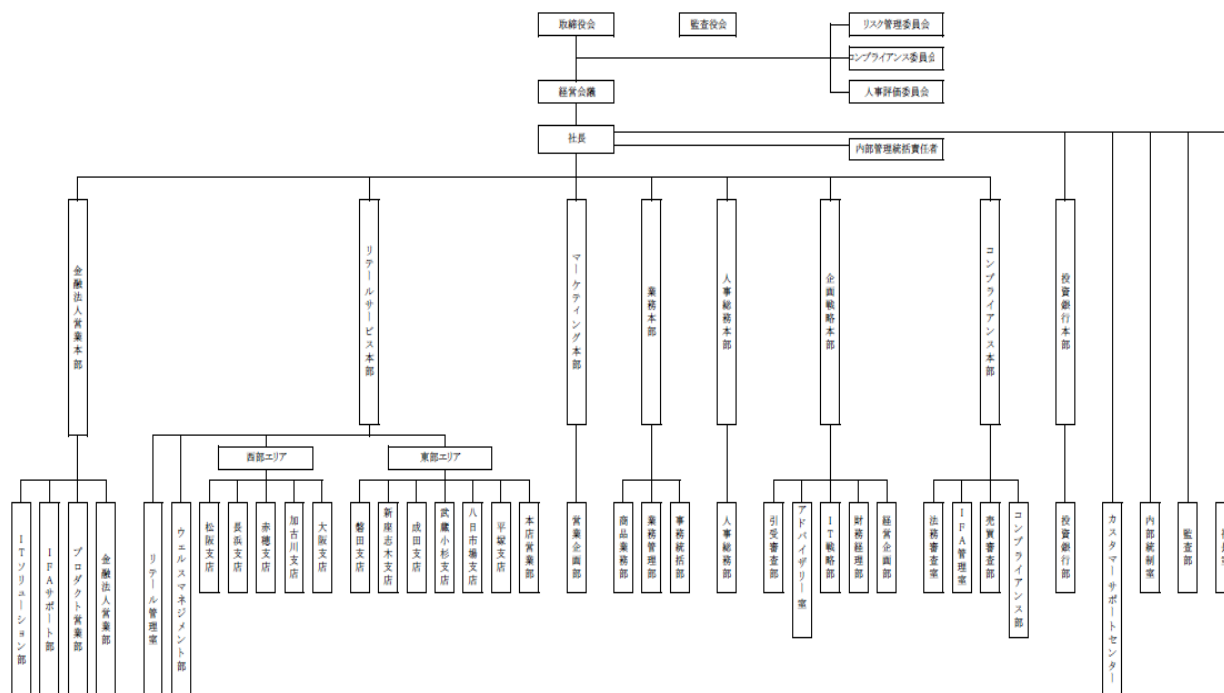 取締役会
監査役会
リスク管理委員会
コンプライアンス委員会
経営会議
人事評価委員会
社長
内部管理統括責任者
金融法人営業本部
リテールサービス本部
マーケティング本部
業務本部
人事総務本部
企画戦略本部
コンプライアンス本部
投資銀行本部
西部エリア
東部エリア
ITソリューション部
IFAサポート部
プロダクト営業部
金融法人営業部
リテール管理室
ウェルスマネジメント部
松阪支店
長浜支店
赤穂支店
加古川支店
大阪支店
磐田支店
新座志木支店
成田支店
武蔵小杉支店
八日市場支店
平塚支店
本店営業部
営業企画部
商品業務部
業務管理部
事務統括部
人事総務部
引受審査部
アドバイザリー室
IT戦略部
財務経理部
経営企画部
法務審査室
IFA管理室
売買審査部
コンプライアンス部
投資銀行部
カスタマーサポートセンター
内部統制室
監査部